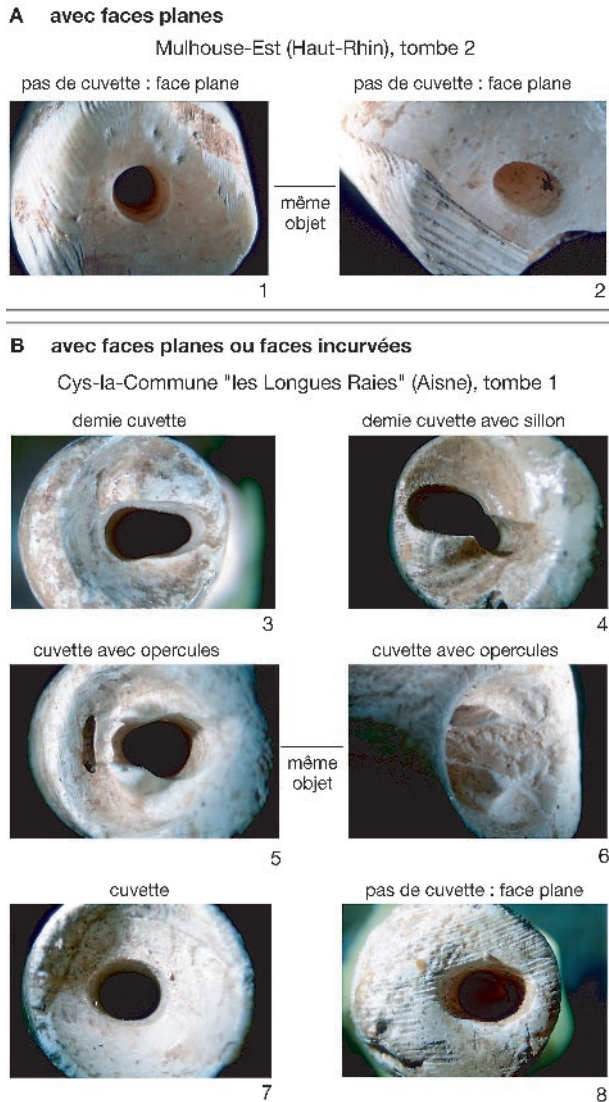 A avec faces planes
Mulhouse-Est (Haut-Rhin), tombe 2
pas de cuvette : face plane
pas de cuvette : face plane
même
objet
1
2
B avec faces planes ou faces incurvées
Cys-la-Commune "les Longues Raies" (Aisne), tombe 1
demie cuvette
demie cuvette avec sillon
3
4
cuvette avec opercules
cuvette avec opercules
même
objet
5
6
cuvette
pas de cuvette : face plane
7
8